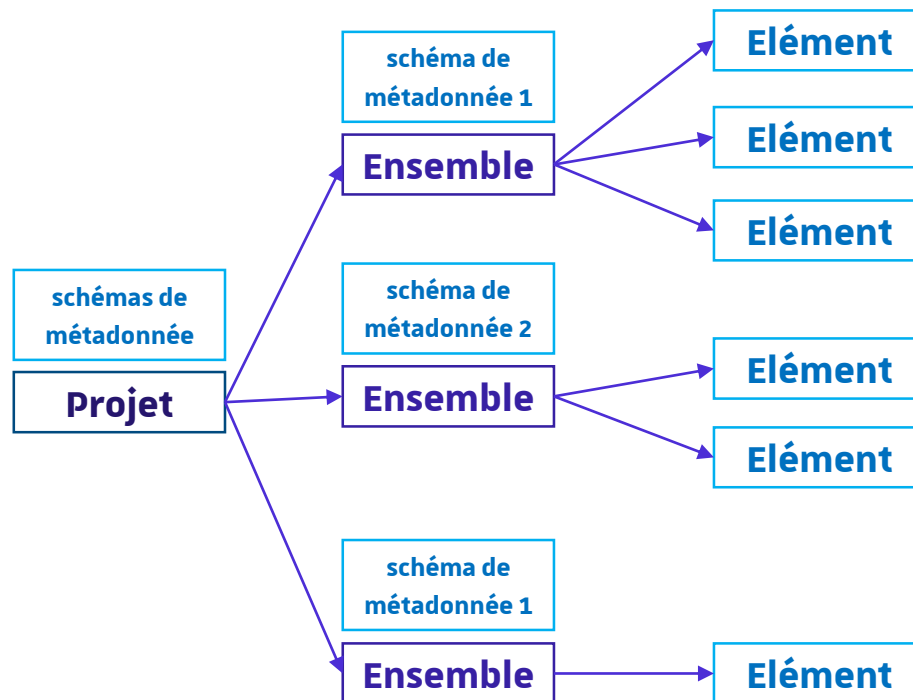 schémas de
métadonnée
Projet
schéma de
métadonnée 1
Ensemble
Elément
Elément
Elément
schéma de
métadonnée 2
Ensemble
Elément
Elément
schéma de
métadonnée 1
Ensemble
Elément